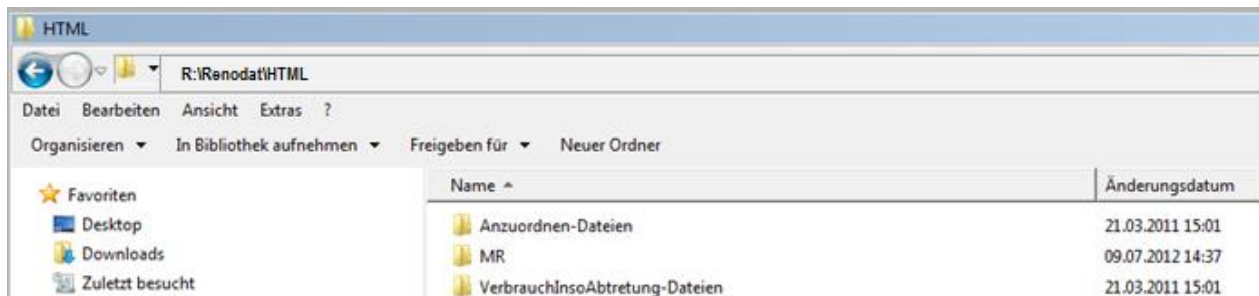 HTML
R:\Renodat\HTML
Datei Bearbeiten Ansicht Extras ?
Organisieren In Bibliothek aufnehmen Freigeben für Neuer Ordner
Favoriten
Desktop
Downloads
Zuletzt besucht
Name Änderungsdatum
Anzuordnen-Dateien 21.03.2011 15:01
MR 09.07.2012 14:37
VerbrauchInsoAbtretung-Dateien 21.03.2011 15:01